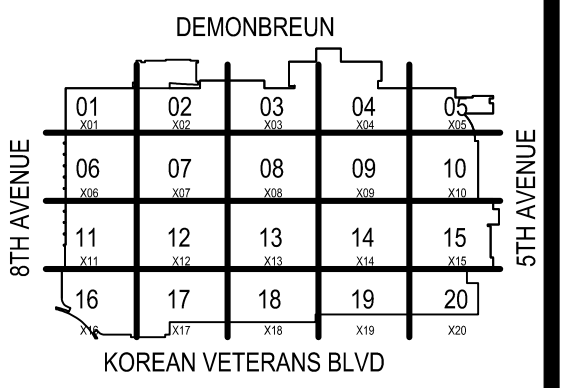 DEMONBREUN
01 02 03 04 05
X01 X02 X03 X04 X05
8TH AVENUE
5TH AVENUE
06 07 08 09 10
X06 X07 X08 X09 X10
11 12 13 14 15
X11 X12 X13 X14 X15
16 17 18 19 20
X16 X17 X18 X19 X20
KOREAN VETERANS BLVD